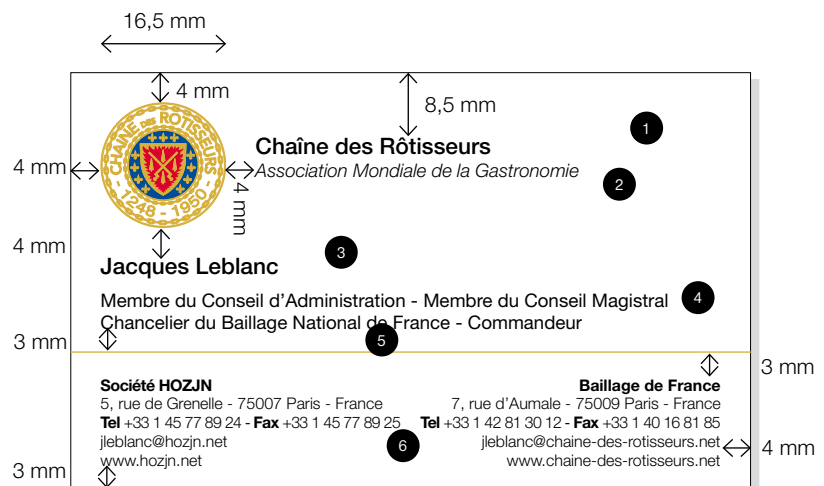 16,5 mm
4 mm
8,5 mm
1
CHAINE DES ROTISSEURS
1248 - 1950
Chaîne des Rôtisseurs
4 mm
4 mm
Association Mondiale de la Gastronomie
2
4 mm
3
Jacques Leblanc
Membre du Conseil d'Administration - Membre du Conseil Magistral
4
Chancelier du Baillage National de France - Commandeur
3 mm
5
3 mm
Société HOZJN
5, rue de Grenelle - 75007 Paris - France
Tel +33 1 45 77 89 24 - Fax +33 1 45 77 89 25
jleblanc@hozjn.net
www.hozjn.net
6
Baillage de France
7, rue d'Aumale - 75009 Paris - France
Tel +33 1 42 81 30 12 - Fax +33 1 40 16 81 85
jleblanc@chaine-des-rotisseurs.net
www.chaine-des-rotisseurs.net
4 mm
3 mm